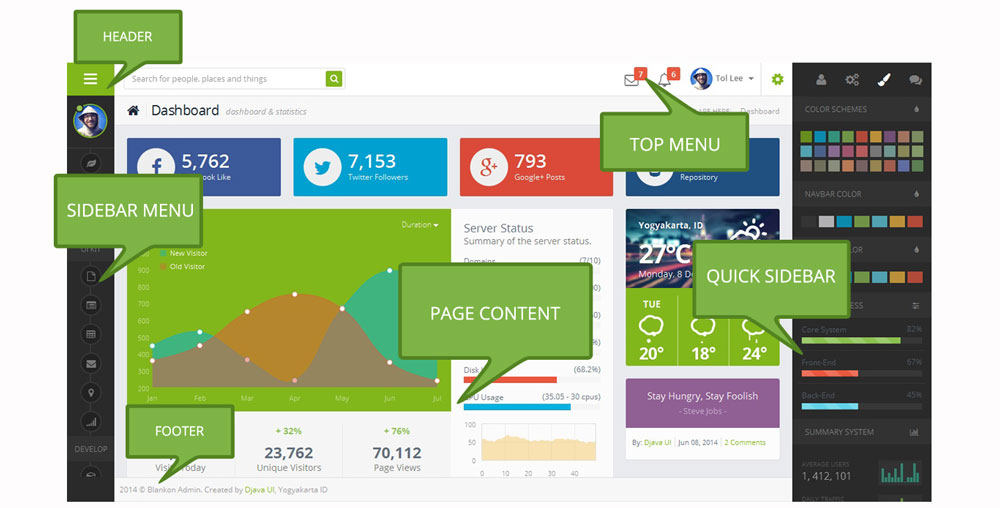 HEADER
Search for people, places and things
7
6
Tol Lee
Dashboard
dashboard & statistics
HERE:
Dashboard
TOP MENU
5,762
Like
7,153
Twitter Followers
793
Google+ Posts
Repository
SIDEBAR MENU
UI KIT
DEVELOP
Duration
New Visitor
Old Visitor
900
800
700
600
500
400
300
200
Jan
Feb
Mar
Apr
May
Jun
Jul
Server Status
Summary of the server status.
Domains
(7/10)
PAGE CONTENT
(68.2%)
CPU Usage
(35.05 - 30 cpus)
100
50
0
0
10
20
30
40
Yogyakarta, ID
27°C
Monday, 8 De
TUE
20°
18°
24°
Stay Hungry, Stay Foolish
- Steve Jobs -
By: Djava UI
Jun 08, 2014
2 Comments
FOOTER
+ 32%
23,762
Unique Visitors
+ 76%
70,112
Page Views
2014 © Blankon Admin. Created by Djava UI, Yogyakarta ID
COLOR SCHEMES
NAVBAR COLOR
QUICK SIDEBAR
Core System
82%
Front-End
67%
Back-End
45%
SUMMARY SYSTEM
AVERAGE USERS
1, 412, 101
DAILY TRAFFIC